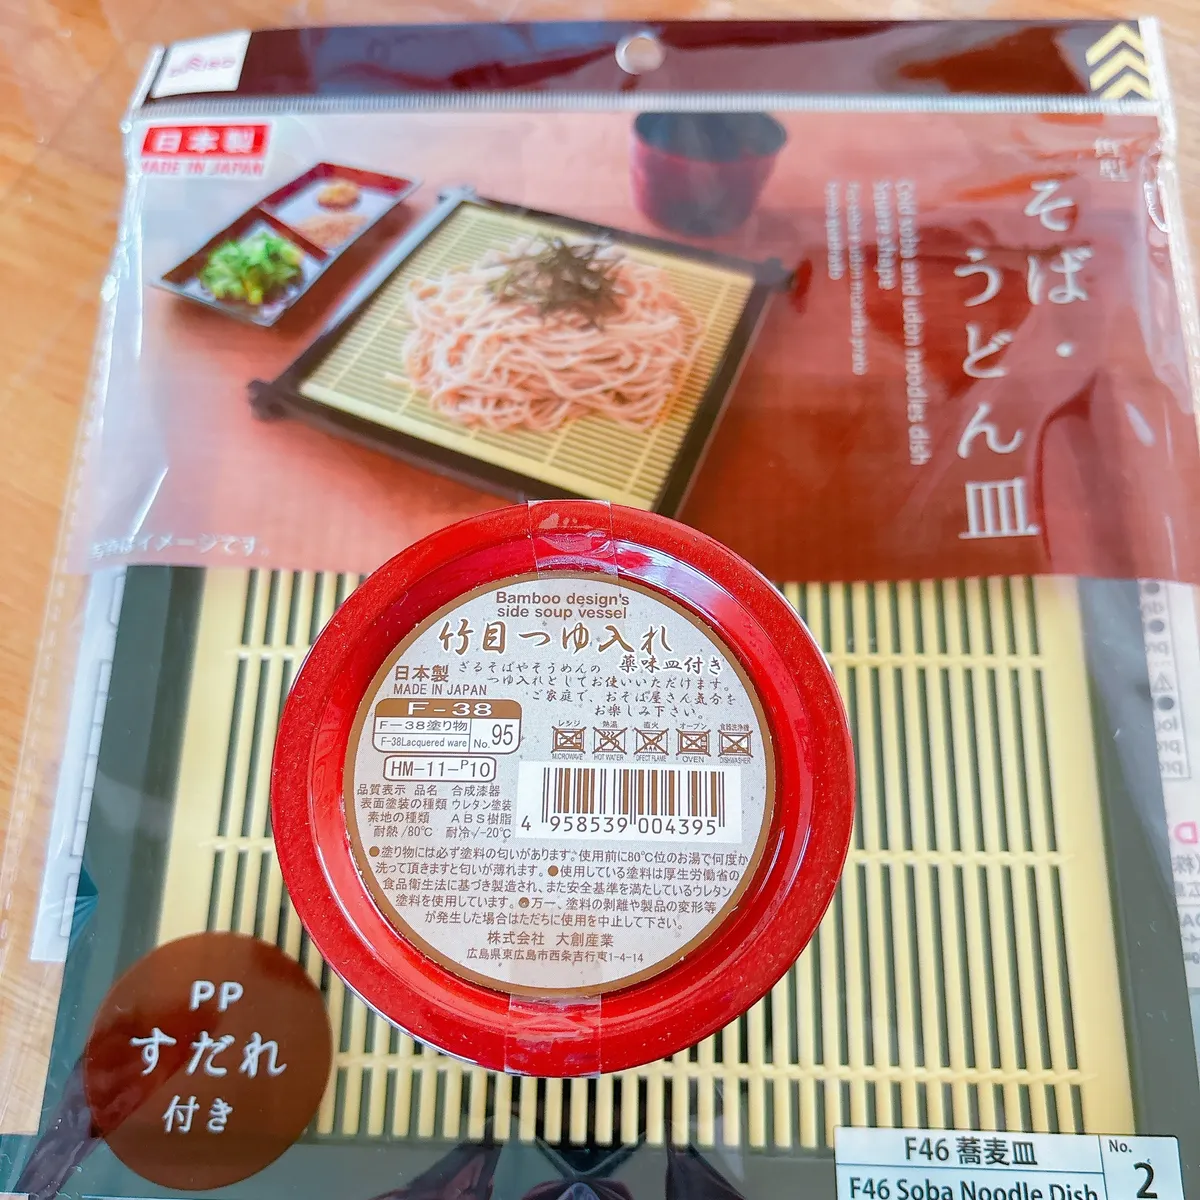 DAISO
日本製
MADE IN JAPAN
角型
そば・
うどん皿
Cold soba and udon noodles dish
Square shape
写真はイメージです。
Bamboo design's
side soup vessel
竹目つゆ入れ
薬味皿付き
日本製
MADE IN JAPAN
ざるそばやそうめんの
つゆ入れとしてお使いいただけます。
ご家庭で、おそば屋さん気分を
お楽しみ下さい。
F-38
F-38塗り物
F-38Lacquered ware
No. 95
HM-11-P10
レンジ 熱湯 直火 オーブン 食器洗浄機
MICROWAVE HOT WATER DIRECT FLAME OVEN DISHWASHER
品質表示 品名 合成漆器
表面塗装の種類 ウレタン塗装
素地の種類 ABS樹脂
耐熱/80℃ 耐冷/-20℃
4 958539 004395
●塗り物には必ず塗料の匂いがあります。使用前に80℃位のお湯で何度か
洗って頂きますと匂いが薄れます。●使用している塗料は厚生労働省の
食品衛生法に基づき製造され、また安全基準を満たしているウレタン
塗料を使用しています。●万一、塗料の剥離や製品の変形等
が発生した場合はただちに使用を中止して下さい。
株式会社 大創産業
広島県東広島市西条吉行東1-4-14
PP
すだれ
付き
F46 蕎麦皿
F46 Soba Noodle Dish
No.
2